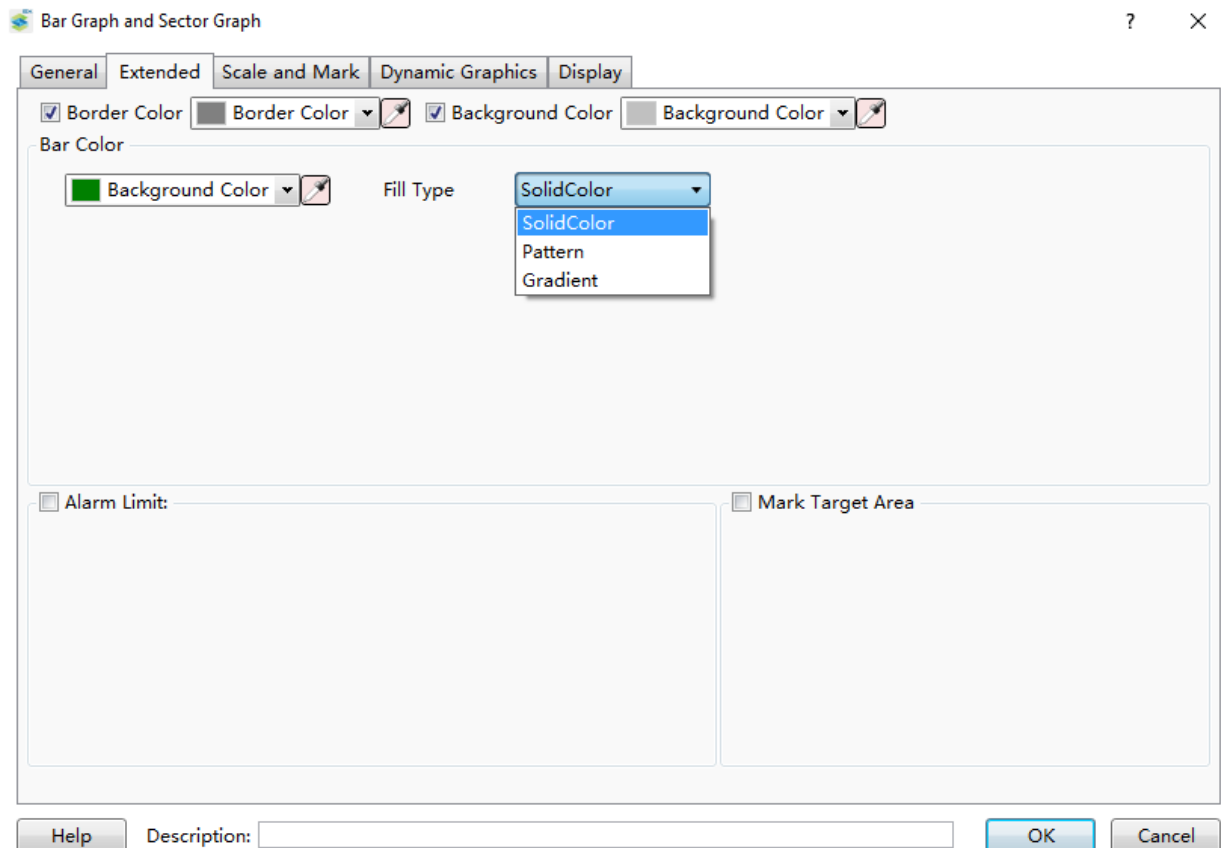 Bar Graph and Sector Graph ?
General Extended Scale and Mark Dynamic Graphics Display
Border Color Border Color Background Color Background Color
Bar Color
Background Color Fill Type SolidColor
SolidColor
Pattern
Gradient
Alarm Limit: Mark Target Area
Help Description: OK Cancel